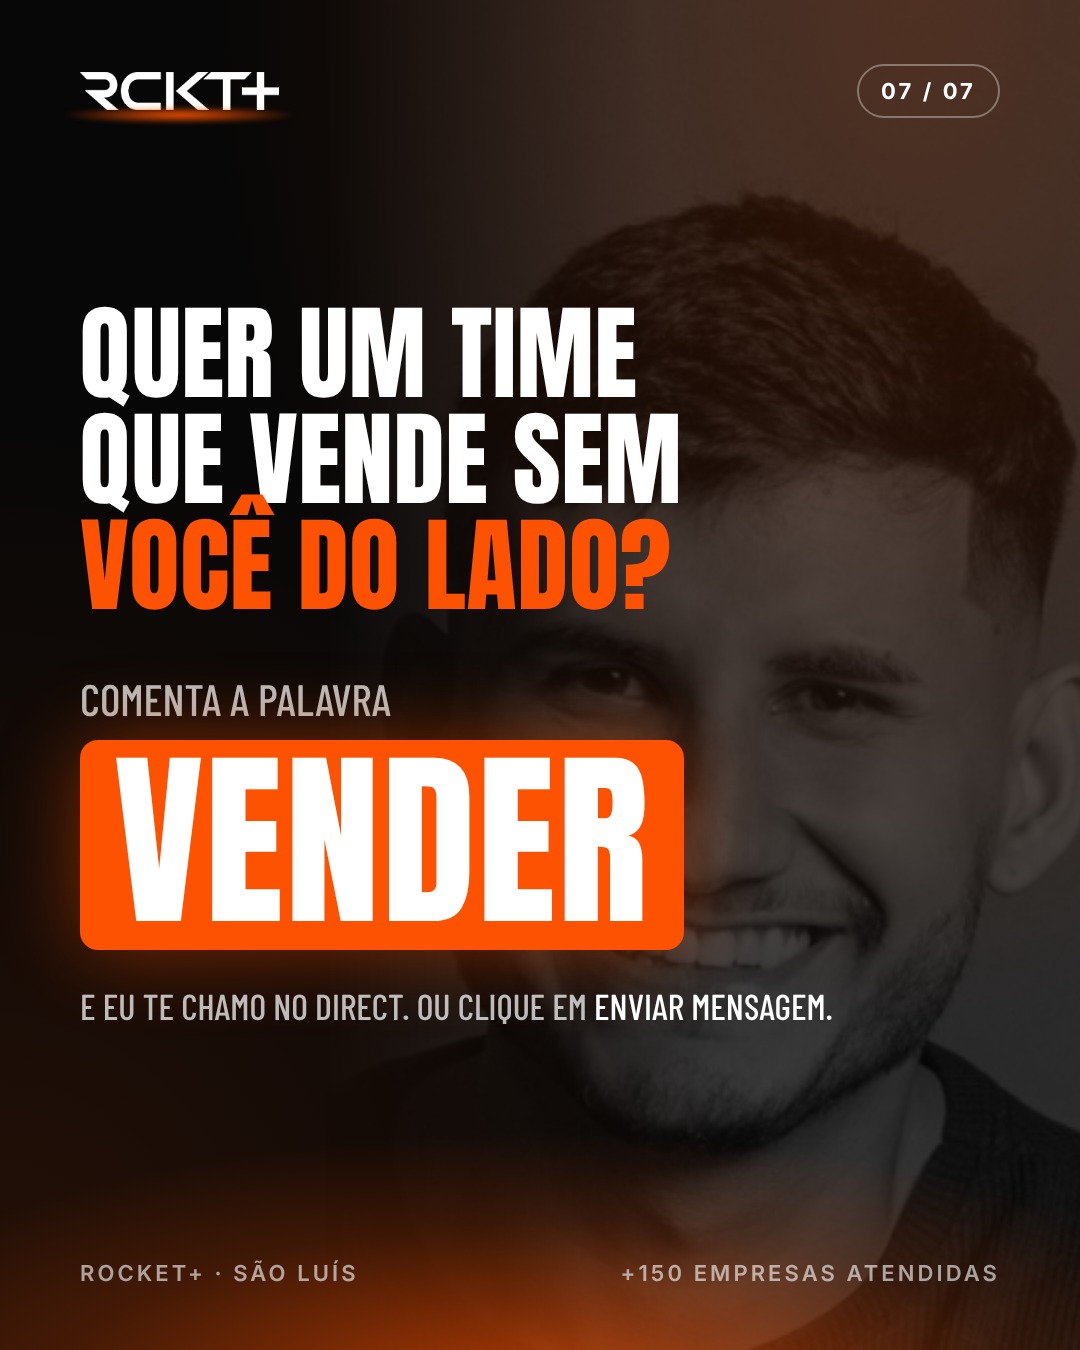 RCKT+
07 / 07
QUER UM TIME
QUE VENDE SEM
VOCÊ DO LADO?
COMENTA A PALAVRA
VENDER
E EU TE CHAMO NO DIRECT. OU CLIQUE EM ENVIAR MENSAGEM.
ROCKET+ · SÃO LUÍS
+150 EMPRESAS ATENDIDAS